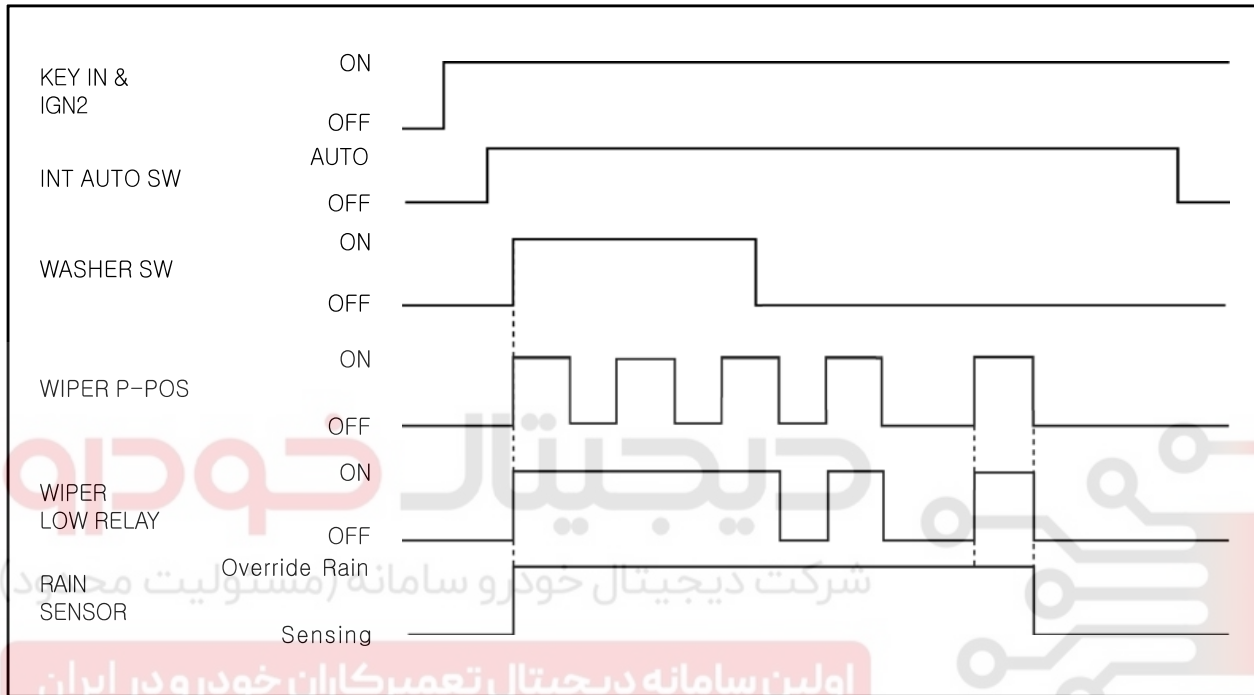 KEY IN &
IGN2
ON
OFF
INT AUTO SW
AUTO
OFF
WASHER SW
ON
OFF
WIPER P-POS
ON
OFF
دیجیتال خودرو
WIPER
LOW RELAY
ON
OFF
شرکت دیجیتال خودرو سامانه (مسئولیت محدود)
RAIN
SENSOR
Override Rain
Sensing
اولین سامانه دیجیتال تعمیرکاران خودرو در ایران